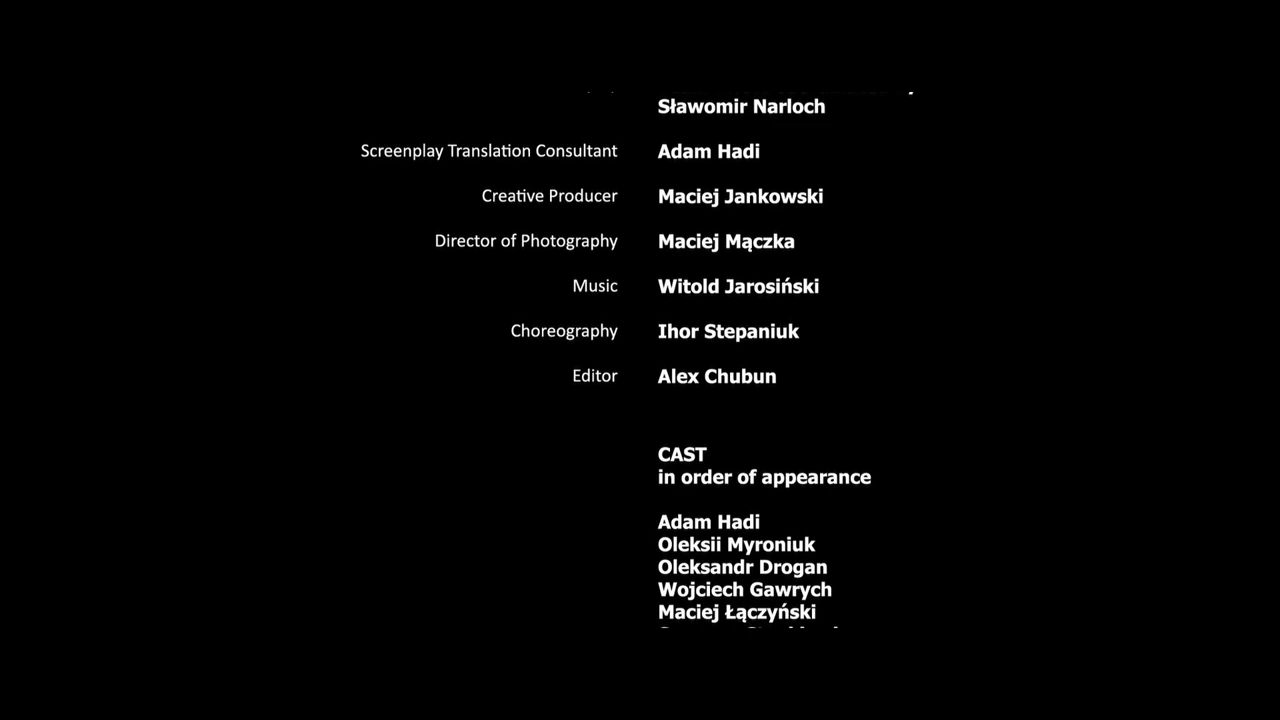 Sławomir Narloch
Screenplay Translation Consultant Adam Hadi
Creative Producer Maciej Jankowski
Director of Photography Maciej Mączka
Music Witold Jarosiński
Choreography Ihor Stepaniuk
Editor Alex Chubun
CAST
in order of appearance
Adam Hadi
Oleksii Myroniuk
Oleksandr Drogan
Wojciech Gawrych
Maciej Łączyński